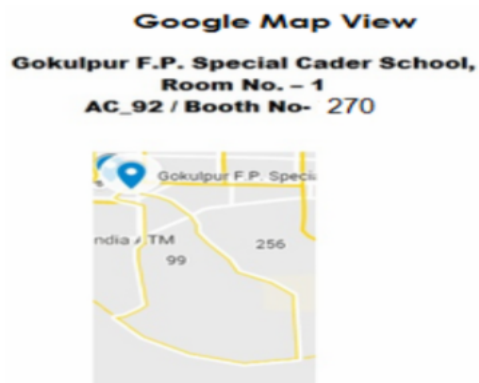 Google Map View
Gokulpur F.P. Special Cader School,
Room No. – 1
AC_92 / Booth No- 270
Gokulpur F.P. Speci
ndia ATM
256
99